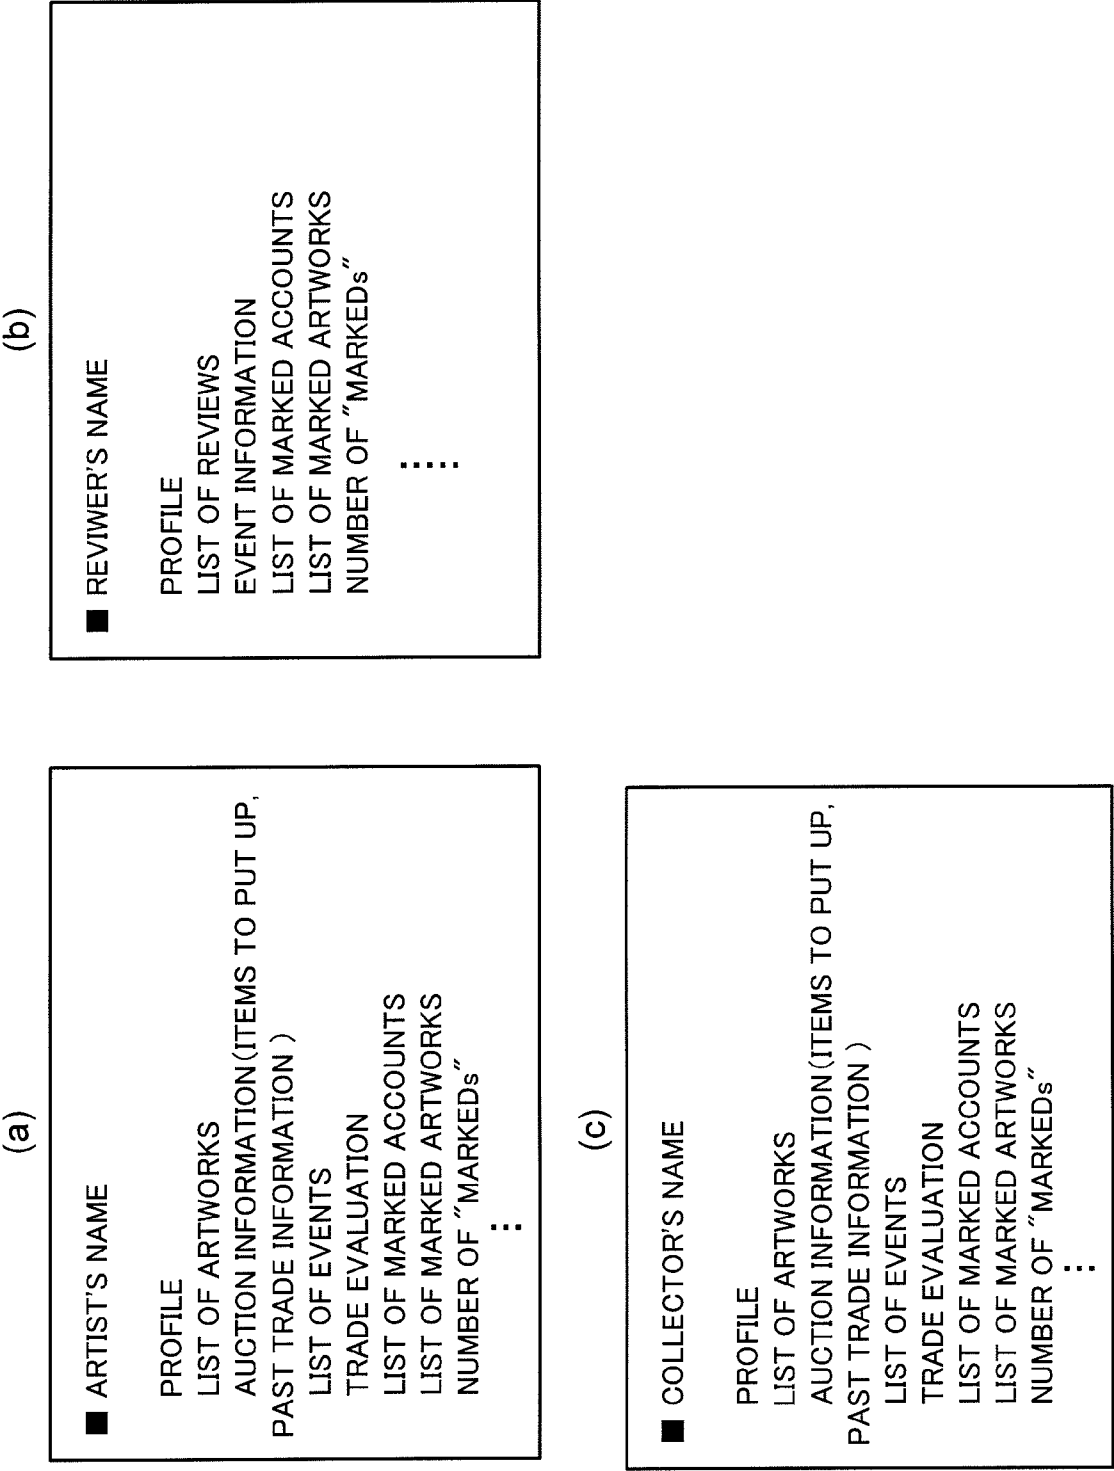 (a)
■ ARTIST'S NAME
PROFILE
LIST OF ARTWORKS
AUCTION INFORMATION(ITEMS TO PUT UP,
PAST TRADE INFORMATION )
LIST OF EVENTS
TRADE EVALUATION
LIST OF MARKED ACCOUNTS
LIST OF MARKED ARTWORKS
NUMBER OF "MARKEDs"
(b)
■ REVIWER'S NAME
PROFILE
LIST OF REVIEWS
EVENT INFORMATION
LIST OF MARKED ACCOUNTS
LIST OF MARKED ARTWORKS
NUMBER OF "MARKEDs"
(c)
■ COLLECTOR'S NAME
PROFILE
LIST OF ARTWORKS
AUCTION INFORMATION(ITEMS TO PUT UP,
PAST TRADE INFORMATION )
LIST OF EVENTS
TRADE EVALUATION
LIST OF MARKED ACCOUNTS
LIST OF MARKED ARTWORKS
NUMBER OF "MARKEDs"